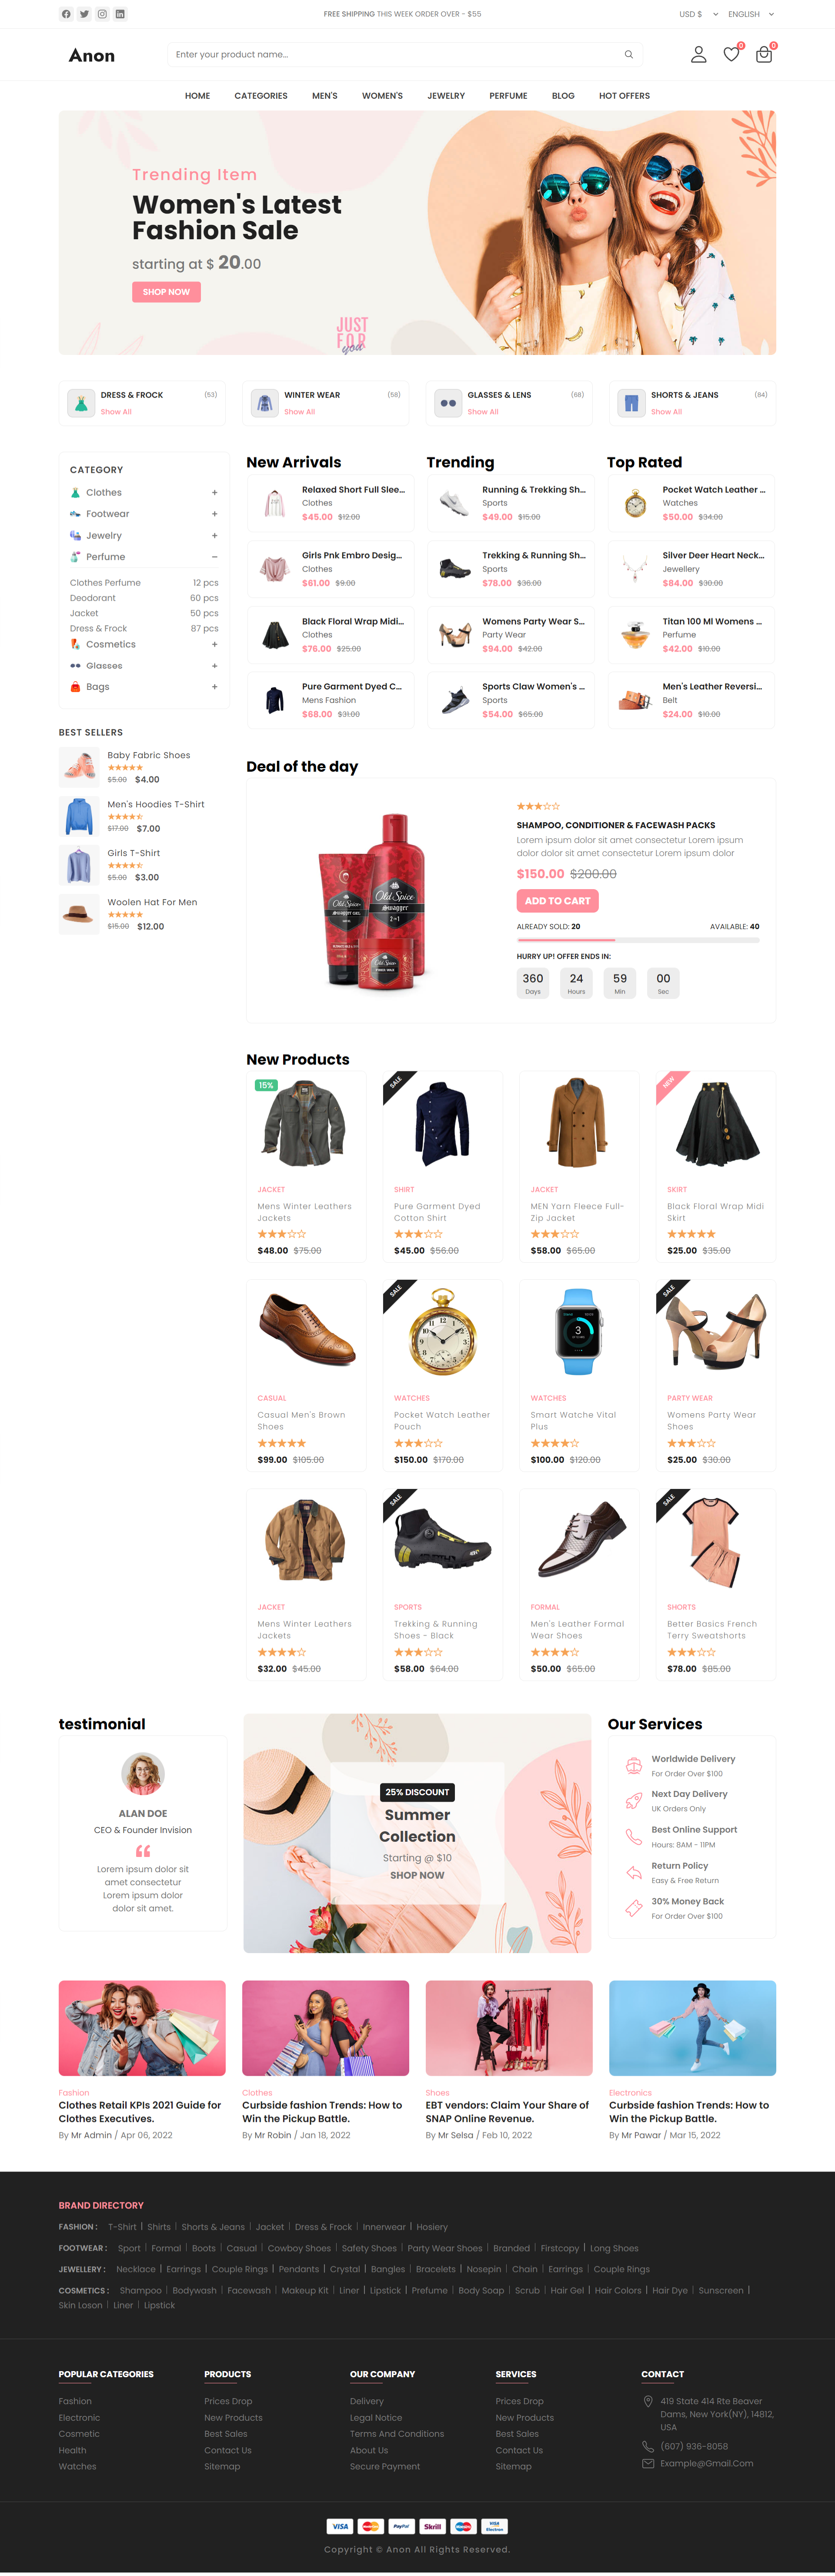 FREE SHIPPING THIS WEEK ORDER OVER - $55
USD $
ENGLISH
Anon
Enter your product name...
0
0
HOME
CATEGORIES
MEN'S
WOMEN'S
JEWELRY
PERFUME
BLOG
HOT OFFERS
Trending Item
Women's Latest
Fashion Sale
starting at $ 20.00
SHOP NOW
JUST
FOR
you
DRESS & FROCK
(53)
Show All
WINTER WEAR
(58)
Show All
GLASSES & LENS
(68)
Show All
SHORTS & JEANS
(84)
Show All
CATEGORY
Clothes +
Footwear +
Jewelry +
Perfume −
Clothes Perfume 12 pcs
Deodorant 60 pcs
Jacket 50 pcs
Dress & Frock 87 pcs
Cosmetics +
Glasses +
Bags +
BEST SELLERS
Baby Fabric Shoes
$5.00 $4.00
Men's Hoodies T-Shirt
$17.00 $7.00
Girls T-Shirt
$5.00 $3.00
Woolen Hat For Men
$15.00 $12.00
New Arrivals
Relaxed Short Full Slee...
Clothes
$45.00 $12.00
Girls Pnk Embro Desig...
Clothes
$61.00 $9.00
Black Floral Wrap Midi...
Clothes
$76.00 $25.00
Pure Garment Dyed C...
Mens Fashion
$68.00 $31.00
Trending
Running & Trekking Sh...
Sports
$49.00 $15.00
Trekking & Running Sh...
Sports
$78.00 $36.00
Womens Party Wear S...
Party Wear
$94.00 $42.00
Sports Claw Women's ...
Sports
$54.00 $65.00
Top Rated
Pocket Watch Leather ...
Watches
$50.00 $34.00
Silver Deer Heart Neck...
Jewellery
$84.00 $30.00
Titan 100 Ml Womens ...
Perfume
$42.00 $10.00
Men's Leather Reversi...
Belt
$24.00 $10.00
Deal of the day
Old Spice
Swagger
2-in-1
Old Spice
Old Spice
SHAMPOO, CONDITIONER & FACEWASH PACKS
Lorem ipsum dolor sit amet consectetur Lorem ipsum
dolor dolor sit amet consectetur Lorem ipsum dolor
$150.00 $200.00
ADD TO CART
ALREADY SOLD: 20
AVAILABLE: 40
HURRY UP! OFFER ENDS IN:
360
Days
24
Hours
59
Min
00
Sec
New Products
15%
JACKET
Mens Winter Leathers
Jackets
$48.00 $75.00
SALE
SHIRT
Pure Garment Dyed
Cotton Shirt
$45.00 $56.00
JACKET
MEN Yarn Fleece Full-
Zip Jacket
$58.00 $65.00
NEW
SKIRT
Black Floral Wrap Midi
Skirt
$25.00 $35.00
CASUAL
Casual Men's Brown
Shoes
$99.00 $105.00
SALE
WATCHES
Pocket Watch Leather
Pouch
$150.00 $170.00
3
WATCHES
Smart Watche Vital
Plus
$100.00 $120.00
SALE
PARTY WEAR
Womens Party Wear
Shoes
$25.00 $30.00
JACKET
Mens Winter Leathers
Jackets
$32.00 $45.00
SALE
SPORTS
Trekking & Running
Shoes - Black
$58.00 $64.00
FORMAL
Men's Leather Formal
Wear Shoes
$50.00 $65.00
SALE
SHORTS
Better Basics French
Terry Sweatshorts
$78.00 $85.00
testimonial
ALAN DOE
CEO & Founder Invision
Lorem ipsum dolor sit
amet consectetur
Lorem ipsum dolor
dolor sit amet.
25% DISCOUNT
Summer
Collection
Starting @ $10
SHOP NOW
Our Services
Worldwide Delivery
For Order Over $100
Next Day Delivery
UK Orders Only
Best Online Support
Hours: 8AM - 11PM
Return Policy
Easy & Free Return
30% Money Back
For Order Over $100
Fashion
Clothes Retail KPIs 2021 Guide for
Clothes Executives.
By Mr Admin / Apr 06, 2022
Clothes
Curbside fashion Trends: How to
Win the Pickup Battle.
By Mr Robin / Jan 18, 2022
Shoes
EBT vendors: Claim Your Share of
SNAP Online Revenue.
By Mr Selsa / Feb 10, 2022
Electronics
Curbside fashion Trends: How to
Win the Pickup Battle.
By Mr Pawar / Mar 15, 2022
BRAND DIRECTORY
FASHION : T-Shirt | Shirts | Shorts & Jeans | Jacket | Dress & Frock | Innerwear | Hosiery
FOOTWEAR : Sport | Formal | Boots | Casual | Cowboy Shoes | Safety Shoes | Party Wear Shoes | Branded | Firstcopy | Long Shoes
JEWELLERY : Necklace | Earrings | Couple Rings | Pendants | Crystal | Bangles | Bracelets | Nosepin | Chain | Earrings | Couple Rings
COSMETICS : Shampoo | Bodywash | Facewash | Makeup Kit | Liner | Lipstick | Prefume | Body Soap | Scrub | Hair Gel | Hair Colors | Hair Dye | Sunscreen |
Skin Loson | Liner | Lipstick
POPULAR CATEGORIES
Fashion
Electronic
Cosmetic
Health
Watches
PRODUCTS
Prices Drop
New Products
Best Sales
Contact Us
Sitemap
OUR COMPANY
Delivery
Legal Notice
Terms And Conditions
About Us
Secure Payment
SERVICES
Prices Drop
New Products
Best Sales
Contact Us
Sitemap
CONTACT
419 State 414 Rte Beaver
Dams, New York(NY), 14812,
USA
(607) 936-8058
Example@Gmail.Com
VISA
PayPal
Skrill
VISA
Electron
Copyright © Anon All Rights Reserved.